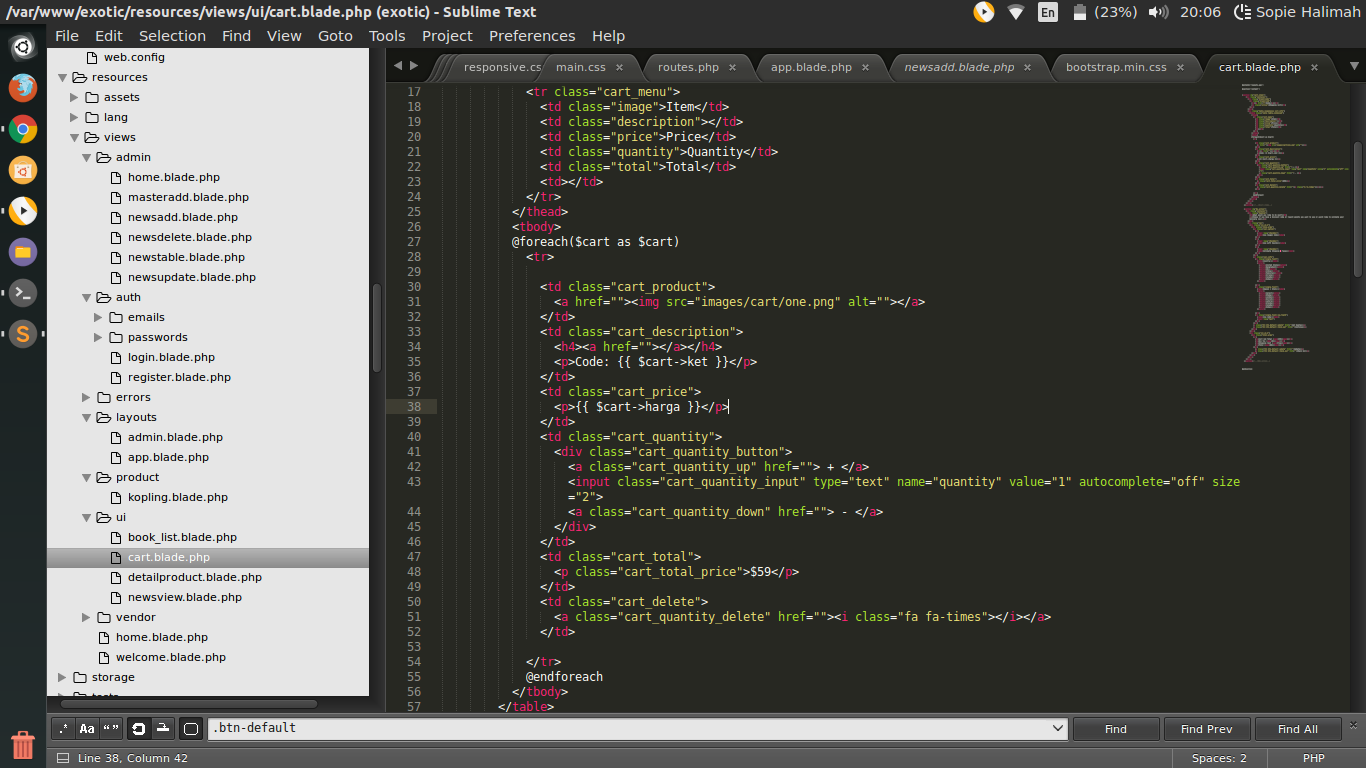 /var/www/exotic/resources/views/ui/cart.blade.php (exotic) - Sublime Text
En (23%) 20:06 Sopie Halimah
File Edit Selection Find View Goto Tools Project Preferences Help
web.config
resources
assets
lang
views
admin
home.blade.php
masteradd.blade.php
newsadd.blade.php
newsdelete.blade.php
newstable.blade.php
newsupdate.blade.php
auth
emails
passwords
login.blade.php
register.blade.php
errors
layouts
admin.blade.php
app.blade.php
product
kopling.blade.php
ui
book_list.blade.php
cart.blade.php
detailproduct.blade.php
newsview.blade.php
vendor
home.blade.php
welcome.blade.php
storage
responsive.cs main.css × routes.php × app.blade.php × newsadd.blade.php × bootstrap.min.css × cart.blade.php ×
17 <tr class="cart_menu">
18 <td class="image">Item</td>
19 <td class="description"></td>
20 <td class="price">Price</td>
21 <td class="quantity">Quantity</td>
22 <td class="total">Total</td>
23 <td></td>
24 </tr>
25 </thead>
26 <tbody>
27 @foreach($cart as $cart)
28 <tr>
29
30 <td class="cart_product">
31 <a href=""><img src="images/cart/one.png" alt=""></a>
32 </td>
33 <td class="cart_description">
34 <h4><a href=""></a></h4>
35 <p>Code: {{ $cart->ket }}</p>
36 </td>
37 <td class="cart_price">
38 <p>{{ $cart->harga }}</p>
39 </td>
40 <td class="cart_quantity">
41 <div class="cart_quantity_button">
42 <a class="cart_quantity_up" href=""> + </a>
43 <input class="cart_quantity_input" type="text" name="quantity" value="1" autocomplete="off" size
="2">
44 <a class="cart_quantity_down" href=""> - </a>
45 </div>
46 </td>
47 <td class="cart_total">
48 <p class="cart_total_price">$59</p>
49 </td>
50 <td class="cart_delete">
51 <a class="cart_quantity_delete" href=""><i class="fa fa-times"></i></a>
52 </td>
53
54 </tr>
55 @endforeach
56 </tbody>
57 </table>
.* Aa “ ” .btn-default Find Find Prev Find All ×
Line 38, Column 42 Spaces: 2 PHP